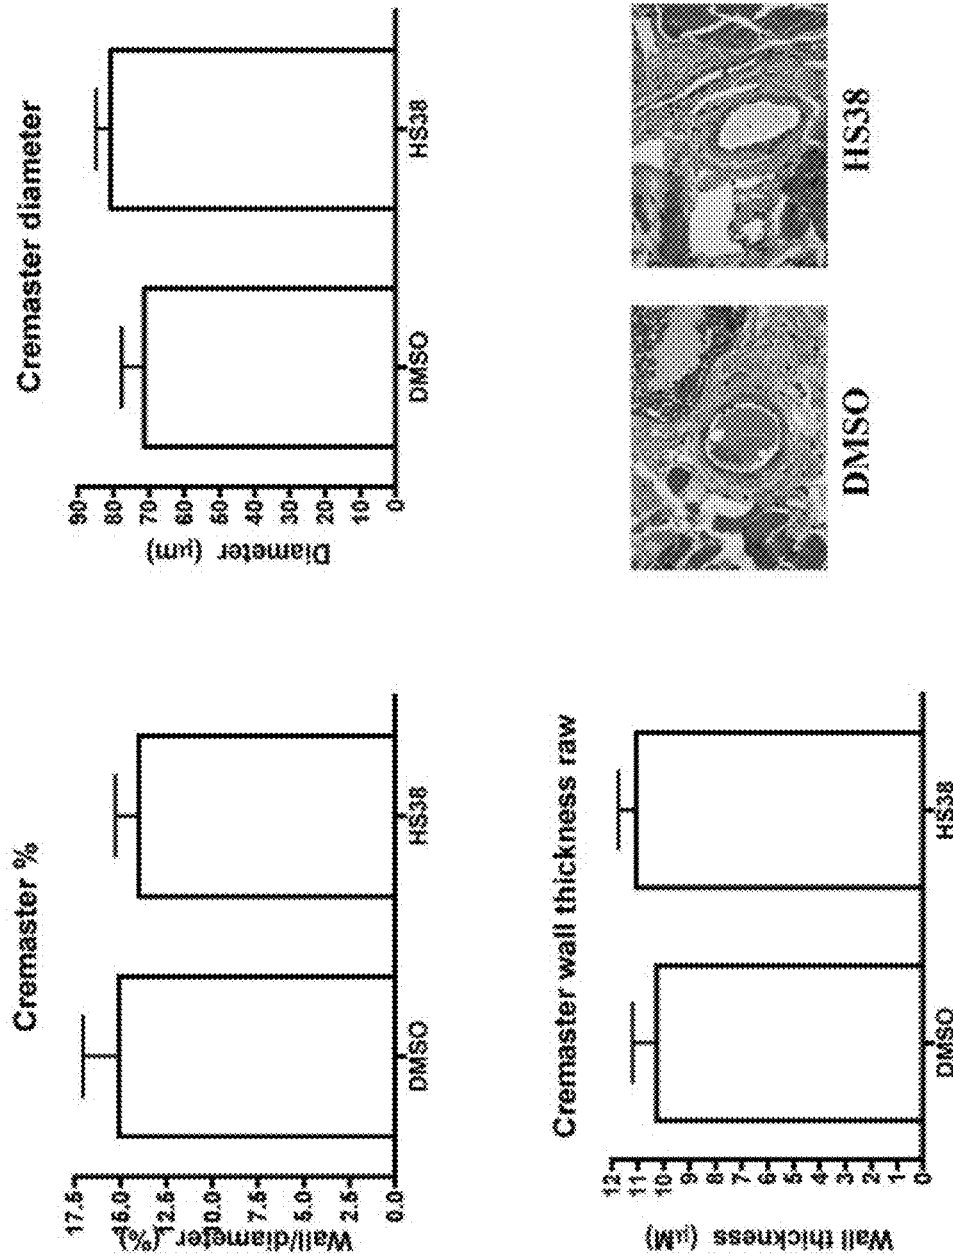 Cremaster %
Wall/diameter (%)
17.5
15.0
12.5
10.0
7.5
5.0
2.5
0.0
DMSO
HS38
Cremaster diameter
Diameter (µm)
90
80
70
60
50
40
30
20
10
0
DMSO
HS38
Cremaster wall thickness raw
Wall thickness (µM)
12
11
10
9
8
7
6
5
4
3
2
1
0
DMSO
HS38
DMSO
HS38